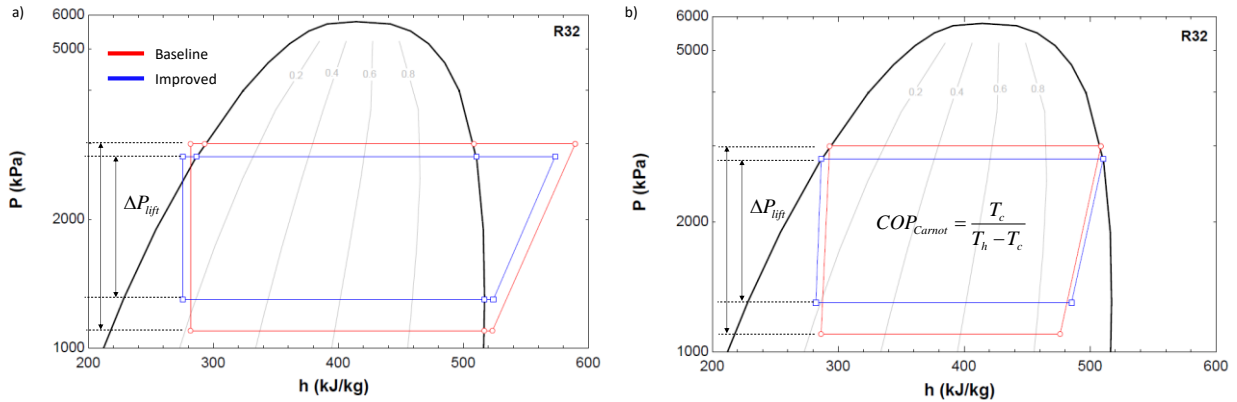 a)
R32
6000
5000
2000
1000
P (kPa)
Baseline
Improved
0.2
0.4
0.6
0.8
ΔP_lift
200
300
400
500
600
h (kJ/kg)
b)
R32
6000
5000
2000
1000
P (kPa)
0.2
0.4
0.6
0.8
ΔP_lift
COP_Carnot = T_c / (T_h − T_c)
200
300
400
500
600
h (kJ/kg)